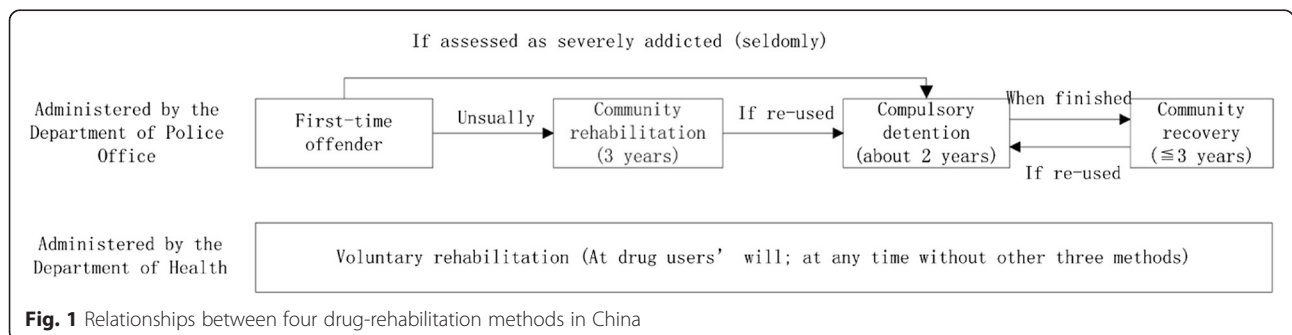 If assessed as severely addicted (seldomly)
Administered by the
Department of Police
Office
First-time
offender
Unsually
Community
rehabilitation
(3 years)
If re-used
Compulsory
detention
(about 2 years)
When finished
If re-used
Community
recovery
(≦3 years)
Administered by the
Department of Health
Voluntary rehabilitation (At drug users' will; at any time without other three methods)
Fig. 1 Relationships between four drug-rehabilitation methods in China